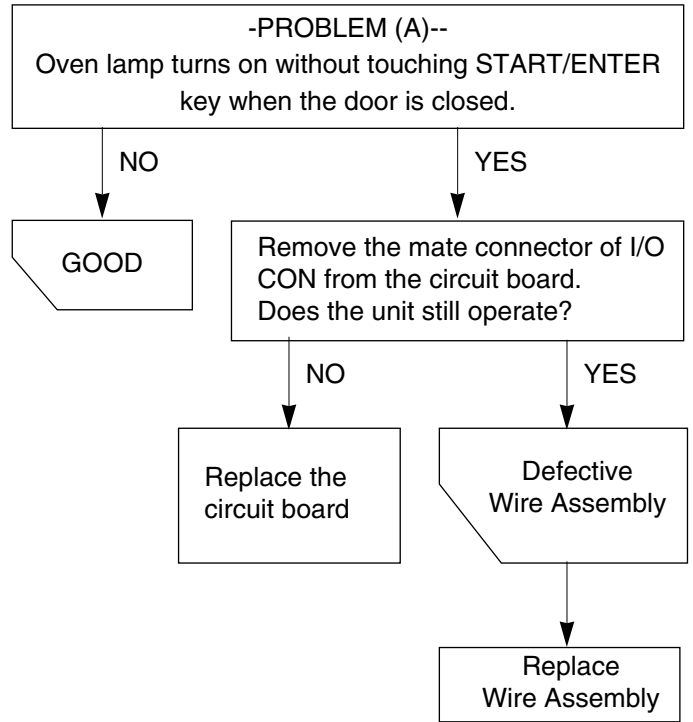 -PROBLEM (A)--
Oven lamp turns on without touching START/ENTER
key when the door is closed.
NO
YES
GOOD
Remove the mate connector of I/O
CON from the circuit board.
Does the unit still operate?
NO
YES
Replace the
circuit board
Defective
Wire Assembly
Replace
Wire Assembly